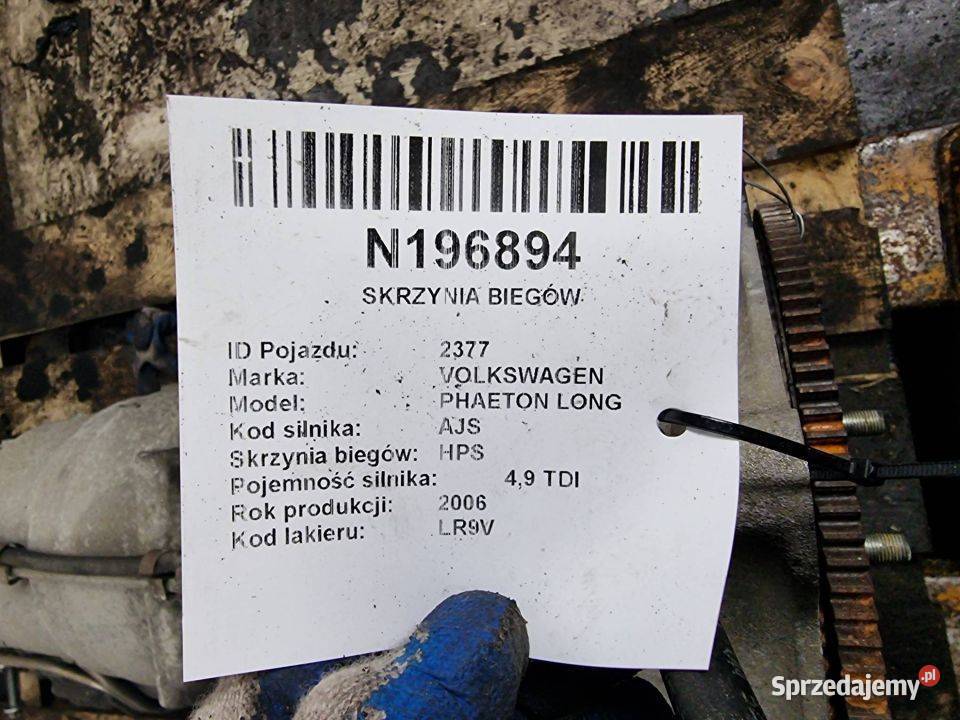 N196894
SKRZYNIA BIEGÓW
ID Pojazdu: 2377
Marka: VOLKSWAGEN
Model: PHAETON LONG
Kod silnika: AJS
Skrzynia biegów: HPS
Pojemność silnika: 4,9 TDI
Rok produkcji: 2006
Kod lakieru: LR9V
Sprzedajemy.pl